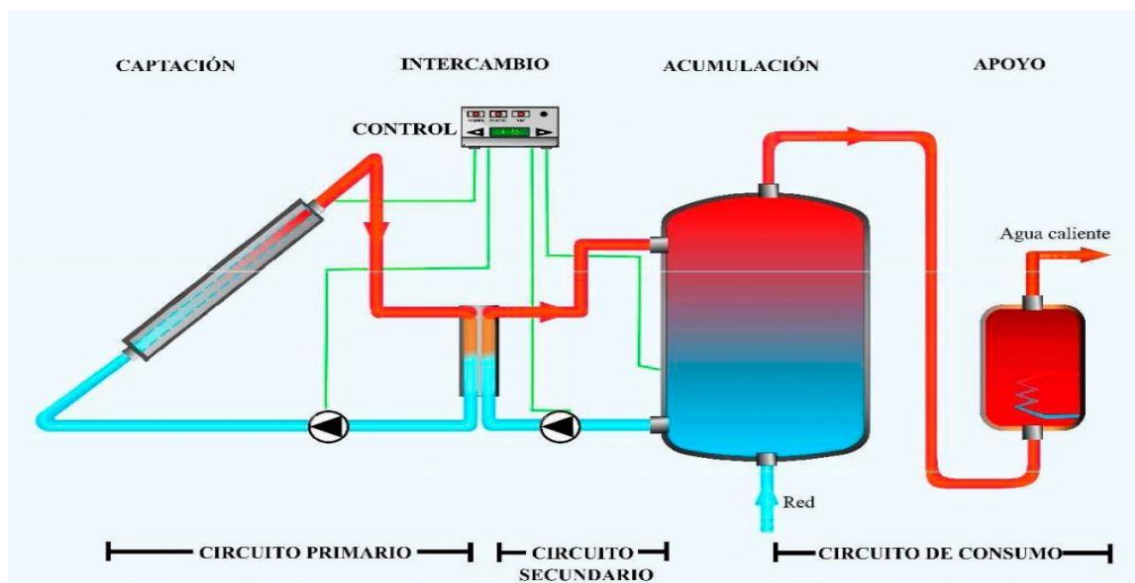 CAPTACIÓN
INTERCAMBIO
ACUMULACIÓN
APOYO
CONTROL
Agua caliente
Red
CIRCUITO PRIMARIO
CIRCUITO
SECUNDARIO
CIRCUITO DE CONSUMO